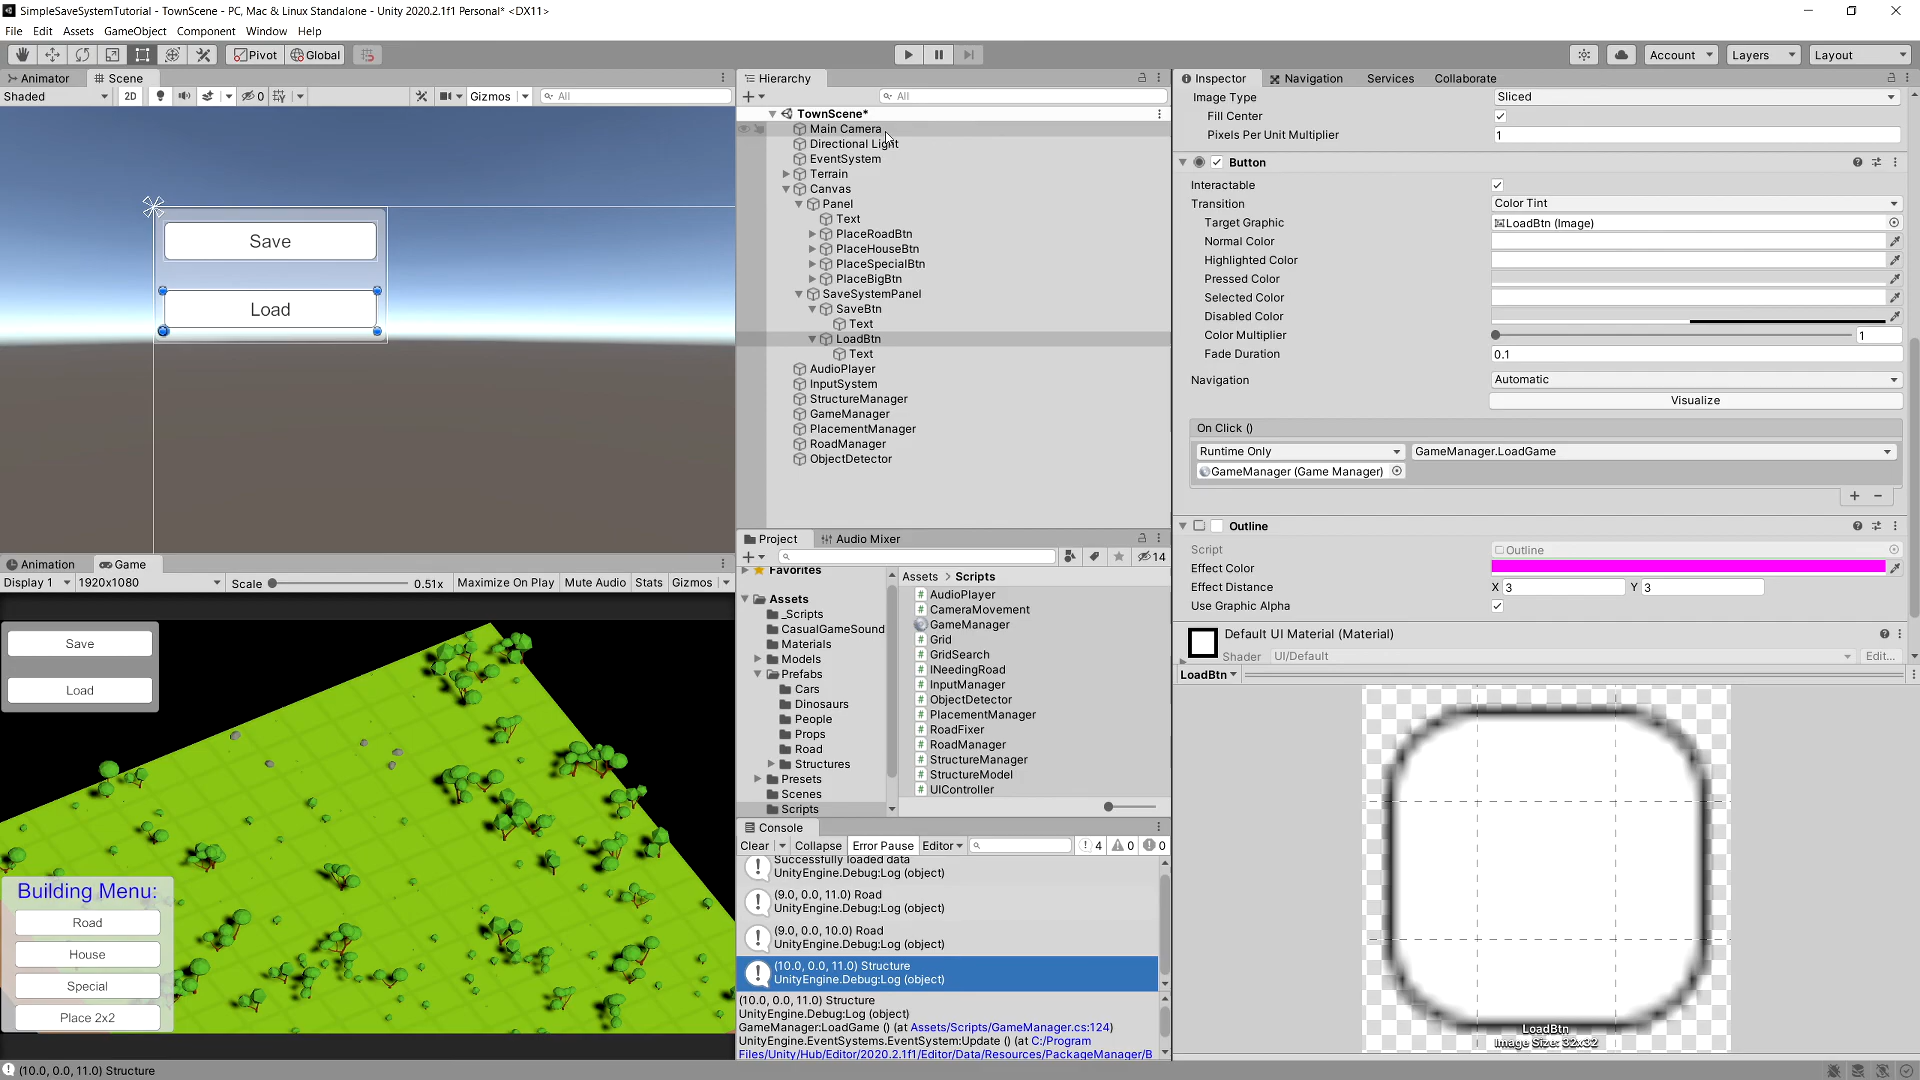 SimpleSaveSystemTutorial - TownScene - PC, Mac & Linux Standalone - Unity 2020.2.1f1 Personal* <DX11>
File Edit Assets GameObject Component Window Help
Pivot Global Account Layers Layout
Animator Scene
Shaded 2D 0 Gizmos All
Save
Load
Animation Game
Display 1 1920x1080 Scale 0.51x Maximize On Play Mute Audio Stats Gizmos
Save
Load
Building Menu:
Road
House
Special
Place 2x2
Hierarchy
All
TownScene*
Main Camera
Directional Light
EventSystem
Terrain
Canvas
Panel
Text
PlaceRoadBtn
PlaceHouseBtn
PlaceSpecialBtn
PlaceBigBtn
SaveSystemPanel
SaveBtn
Text
LoadBtn
Text
AudioPlayer
InputSystem
StructureManager
GameManager
PlacementManager
RoadManager
ObjectDetector
Project Audio Mixer
14
Favorites
Assets
_Scripts
CasualGameSound
Materials
Models
Prefabs
Cars
Dinosaurs
People
Props
Road
Structures
Presets
Scenes
Scripts
Assets > Scripts
AudioPlayer
CameraMovement
GameManager
Grid
GridSearch
INeedingRoad
InputManager
ObjectDetector
PlacementManager
RoadFixer
RoadManager
StructureManager
StructureModel
UIController
Console
Clear Collapse Error Pause Editor 4 0 0
Successfully loaded data
UnityEngine.Debug:Log (object)
(9.0, 0.0, 11.0) Road
UnityEngine.Debug:Log (object)
(9.0, 0.0, 10.0) Road
UnityEngine.Debug:Log (object)
(10.0, 0.0, 11.0) Structure
UnityEngine.Debug:Log (object)
(10.0, 0.0, 11.0) Structure
UnityEngine.Debug:Log (object)
GameManager:LoadGame () (at Assets/Scripts/GameManager.cs:124)
UnityEngine.EventSystems.EventSystem:Update () (at C:/Program
Files/Unity/Hub/Editor/2020.2.1f1/Editor/Data/Resources/PackageManager/B
Inspector Navigation Services Collaborate
Image Type Sliced
Fill Center
Pixels Per Unit Multiplier 1
Button
Interactable
Transition Color Tint
Target Graphic LoadBtn (Image)
Normal Color
Highlighted Color
Pressed Color
Selected Color
Disabled Color
Color Multiplier 1
Fade Duration 0.1
Navigation Automatic
Visualize
On Click ()
Runtime Only GameManager.LoadGame
GameManager (Game Manager)
Outline
Script Outline
Effect Color
Effect Distance X 3 Y 3
Use Graphic Alpha
Default UI Material (Material)
Shader UI/Default Edit...
LoadBtn
LoadBtn
Image Size: 32x32
(10.0, 0.0, 11.0) Structure